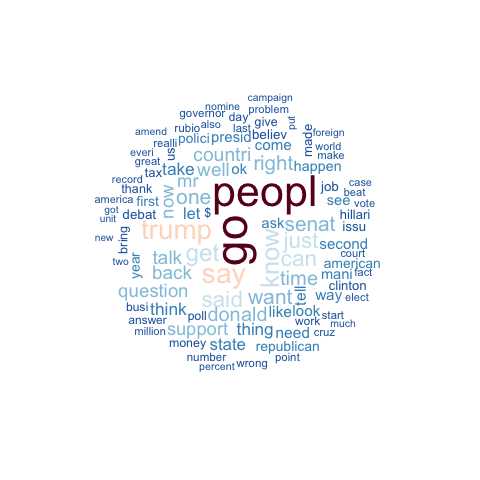 campaign
nomine problem
governor day give put
amend also last
rubio presid believ made foreign
realli polici come world
everi us countri make
great take well right happen
tax mr ok
record now one peopl job case
thank see beat
america first let $ vote
got debat hillari
unit trump go ask senat issu
new bring get know just second court
two year talk say can american
back time mani fact
question said want tell way clinton elect
busi think poll donald like look start
answer support thing need work much
million state republican cruz
money
number wrong point
percent